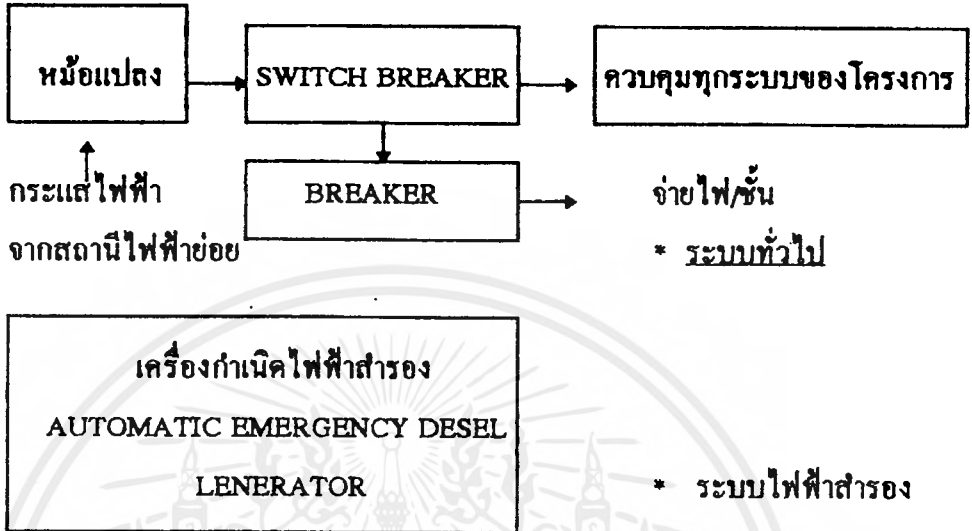 หม้อแปลง
SWITCH BREAKER
ควบคุมทุกระบบของโครงการ
กระแสไฟฟ้า
จากสถานีไฟฟ้าย่อย
BREAKER
จ่ายไฟ/ชั้น
* ระบบทั่วไป
เครื่องกำเนิดไฟฟ้าสำรอง
AUTOMATIC EMERGENCY DESEL
LENERATOR
* ระบบไฟฟ้าสำรอง